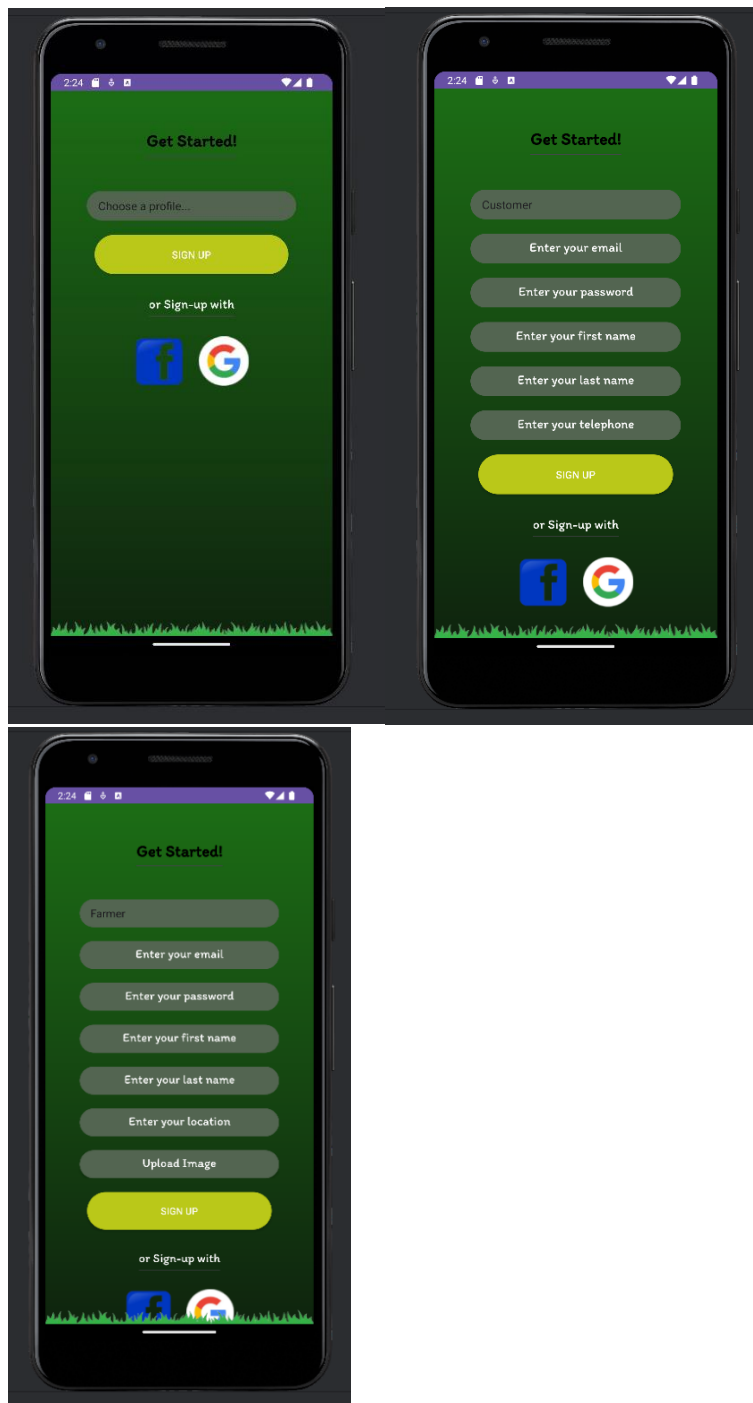 2:24
Get Started!
Choose a profile...
SIGN UP
or Sign-up with
f G
2:24
Get Started!
Customer
Enter your email
Enter your password
Enter your first name
Enter your last name
Enter your telephone
SIGN UP
or Sign-up with
f G
2:24
Get Started!
Farmer
Enter your email
Enter your password
Enter your first name
Enter your last name
Enter your location
Upload Image
SIGN UP
or Sign-up with
f G